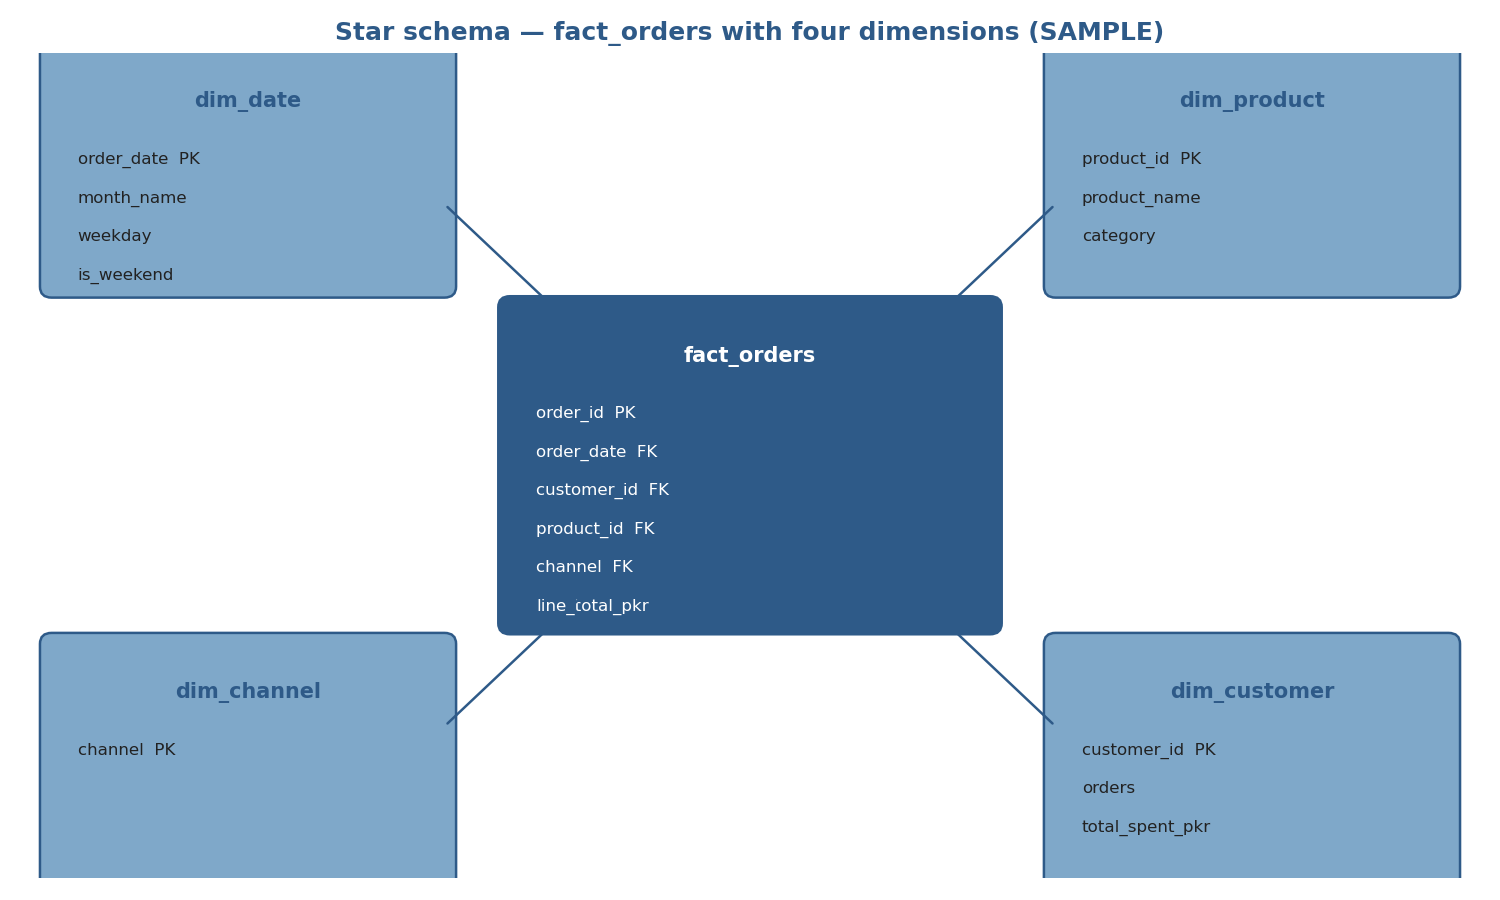 Star schema — fact_orders with four dimensions (SAMPLE)
dim_date
order_date  PK
month_name
weekday
is_weekend
dim_product
product_id  PK
product_name
category
fact_orders
order_id  PK
order_date  FK
customer_id  FK
product_id  FK
channel  FK
line_total_pkr
dim_channel
channel  PK
dim_customer
customer_id  PK
orders
total_spent_pkr